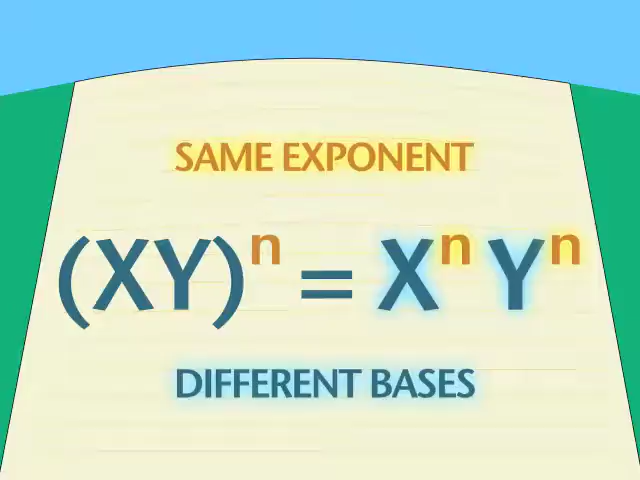 SAME EXPONENT
(XY)ⁿ = Xⁿ Yⁿ
DIFFERENT BASES